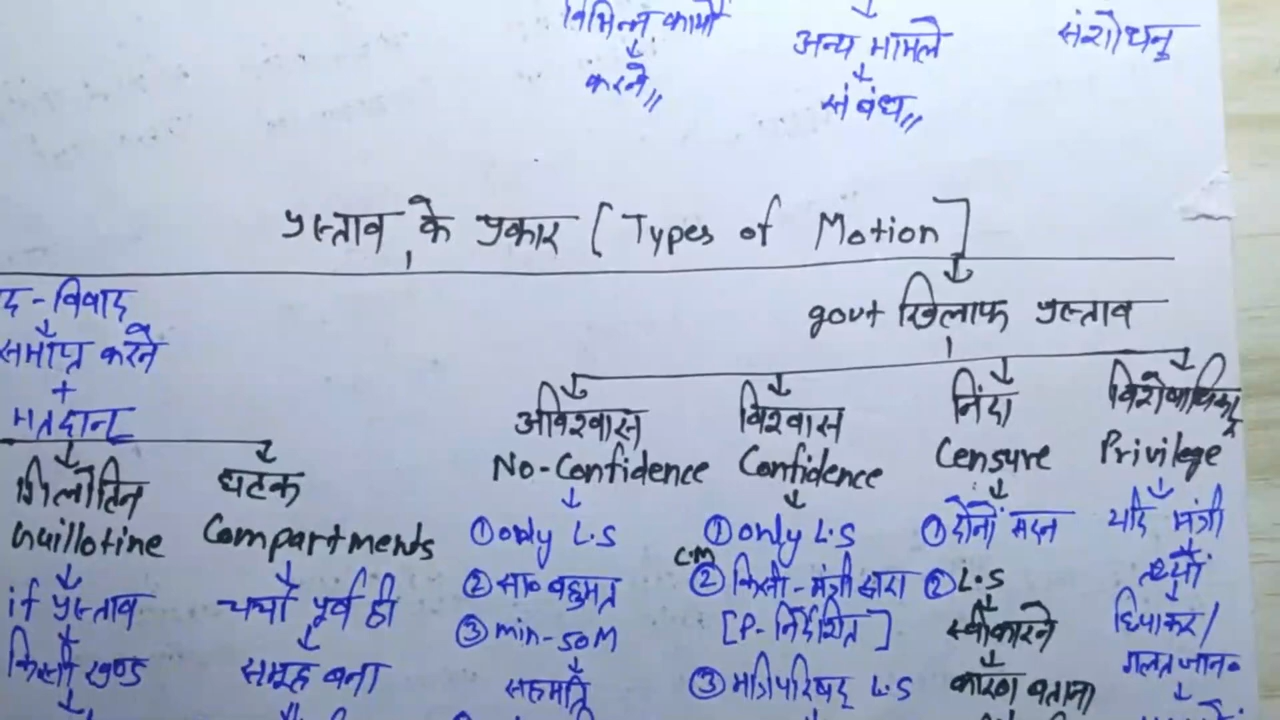 विभिन्न कार्यों
करने //
अन्य मामले
संबंध //
संशोधन
प्रस्ताव के प्रकार [Types of Motion]
govt खिलाफ प्रस्ताव
द-विवाद
समाप्त करने
+
मतदान
गिलोटिन
Guillotine
if प्रस्ताव
किसी खण्ड
घटक
Compartments
चर्चा पूर्व ही
समूह बना
अविश्वास
No-Confidence
① only L.S
② सा० बहुमत
③ min-50M
सहमति
विश्वास
Confidence
① only L.S
C.M
② किसी-मंत्री द्वारा
[P-निर्देशित]
③ मंत्रिपरिषद् L.S
निंदा
Censure
① दोनों सदन
② L.S
स्वीकारने
कारण बताना
विशेषाधिकार
Privilege
यदि मंत्री
तथ्यों
छिपाकर/
गलत जान०